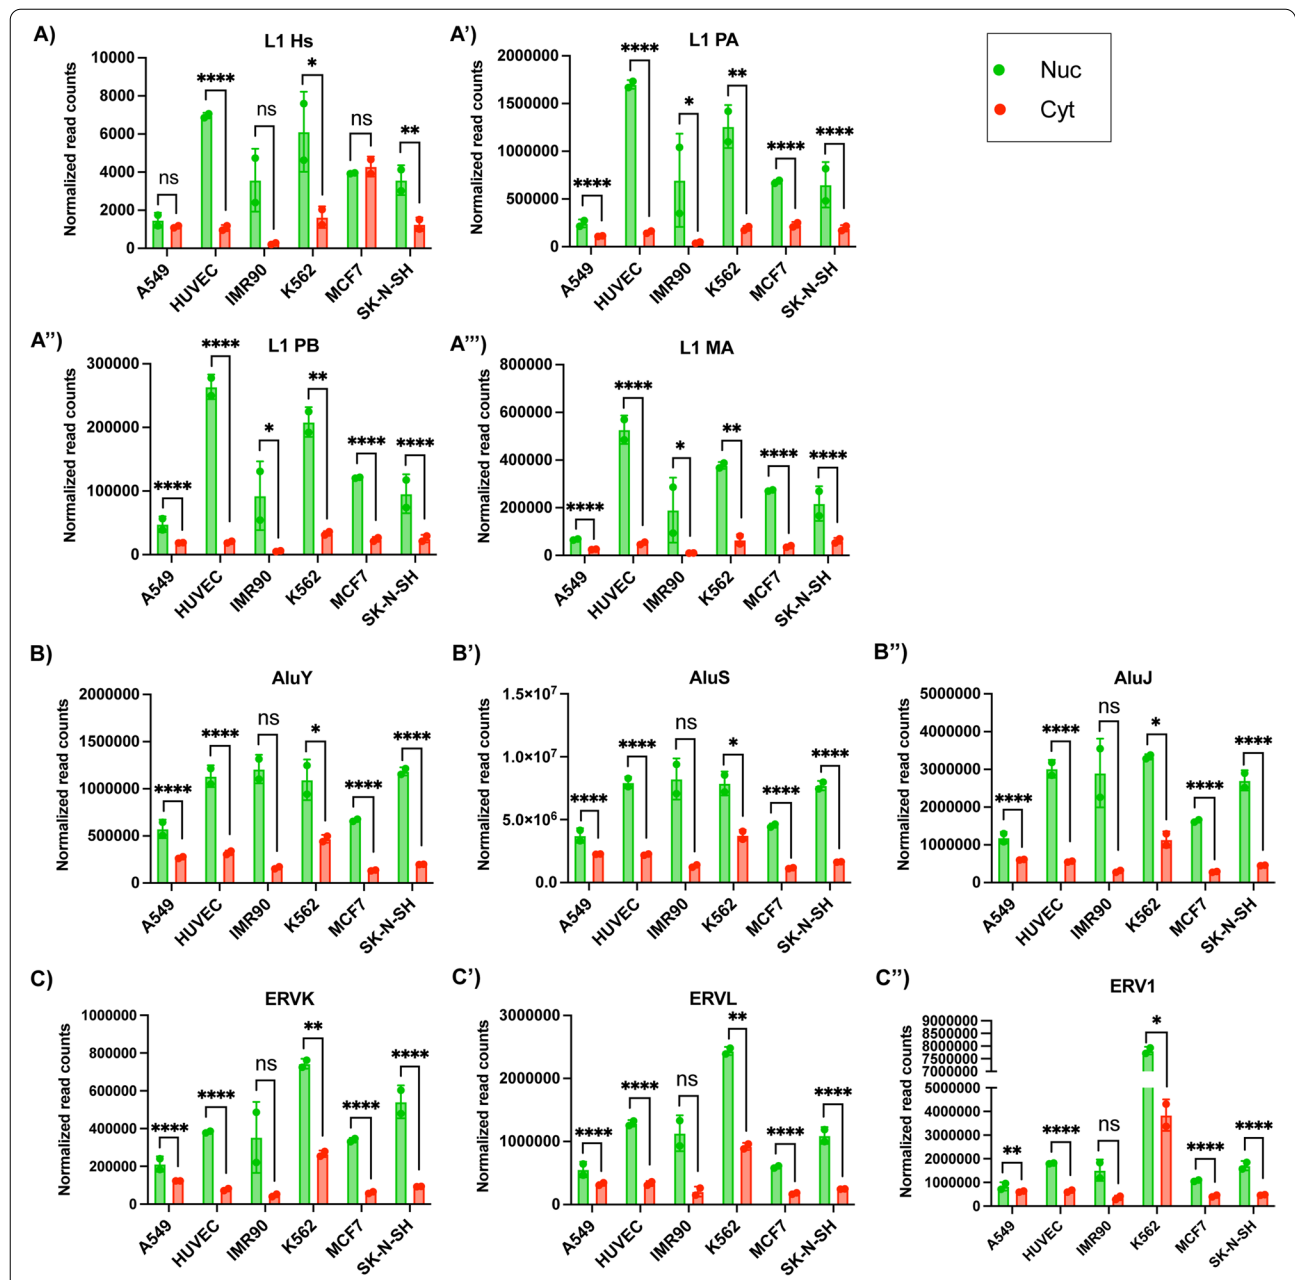 A)
L1 Hs
Normalized read counts
10000
8000
6000
4000
2000
0
ns
****
ns
*
ns
**
A549
HUVEC
IMR90
K562
MCF7
SK-N-SH
A')
L1 PA
Normalized read counts
2000000
1500000
1000000
500000
0
****
****
*
**
****
****
A549
HUVEC
IMR90
K562
MCF7
SK-N-SH
Nuc
Cyt
A'')
L1 PB
Normalized read counts
300000
200000
100000
0
****
****
*
**
****
****
A549
HUVEC
IMR90
K562
MCF7
SK-N-SH
A''')
L1 MA
Normalized read counts
800000
600000
400000
200000
0
****
****
*
**
****
****
A549
HUVEC
IMR90
K562
MCF7
SK-N-SH
B)
AluY
Normalized read counts
2000000
1500000
1000000
500000
0
****
****
ns
*
****
****
A549
HUVEC
IMR90
K562
MCF7
SK-N-SH
B')
AluS
Normalized read counts
1.5×10⁷
1.0×10⁷
5.0×10⁶
0.0
****
****
ns
*
****
****
A549
HUVEC
IMR90
K562
MCF7
SK-N-SH
B'')
AluJ
Normalized read counts
5000000
4000000
3000000
2000000
1000000
0
****
****
ns
*
****
****
A549
HUVEC
IMR90
K562
MCF7
SK-N-SH
C)
ERVK
Normalized read counts
1000000
800000
600000
400000
200000
0
****
****
ns
**
****
****
A549
HUVEC
IMR90
K562
MCF7
SK-N-SH
C')
ERVL
Normalized read counts
3000000
2000000
1000000
0
****
****
ns
**
****
****
A549
HUVEC
IMR90
K562
MCF7
SK-N-SH
C'')
ERV1
Normalized read counts
9000000
8000000
7500000
7000000
5000000
4000000
3000000
2000000
1000000
0
**
****
ns
*
****
****
A549
HUVEC
IMR90
K562
MCF7
SK-N-SH